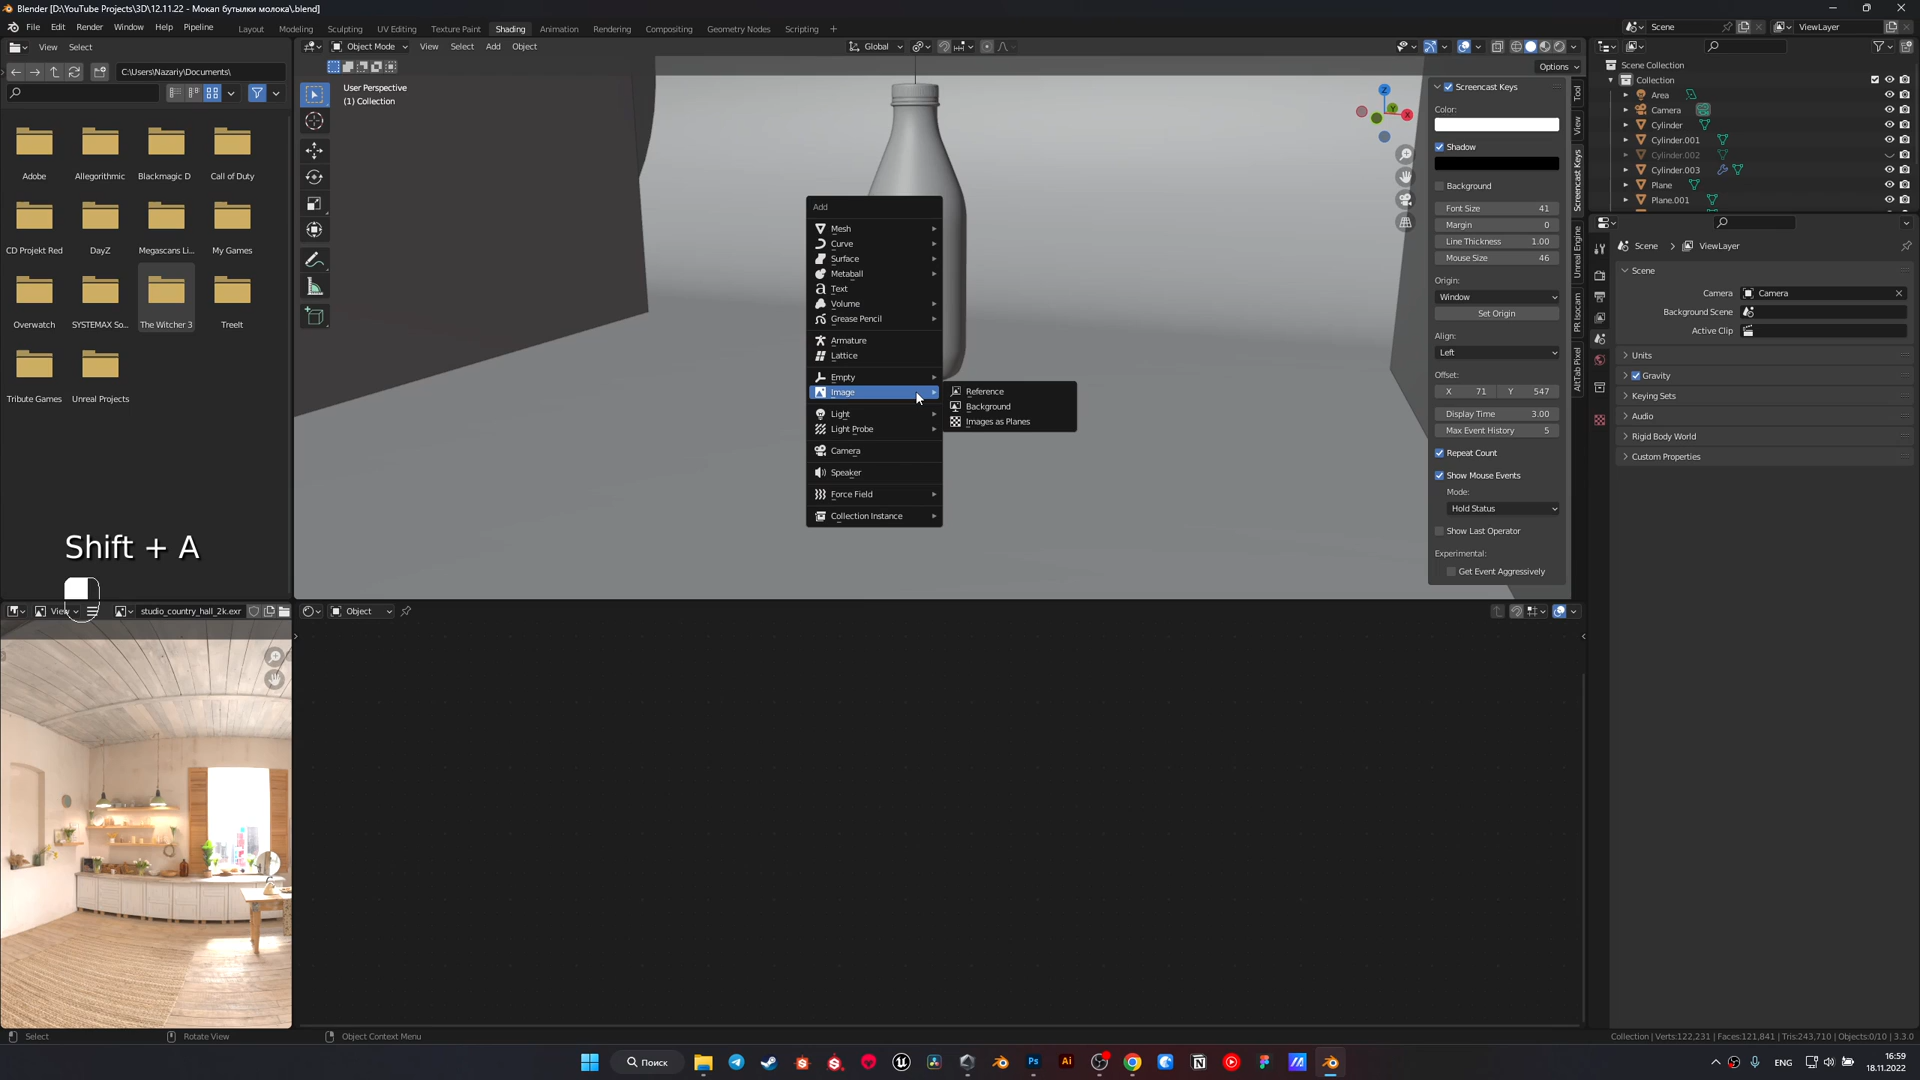 Blender [D:\YouTube Projects\3D\12.11.22 - Мокап бутылки молока\.blend]
File Edit Render Window Help Pipeline
Layout Modeling Sculpting UV Editing Texture Paint Shading Animation Rendering Compositing Geometry Nodes Scripting +
Scene
ViewLayer
View Select
C:\Users\Nazariy\Documents\
Adobe
Allegorithmic
Blackmagic D
Call of Duty
CD Projekt Red
DayZ
Megascans Li...
My Games
Overwatch
SYSTEMAX So...
The Witcher 3
TreeIt
Tribute Games
Unreal Projects
Object Mode View Select Add Object
Global
Options
User Perspective
(1) Collection
Add
Mesh
Curve
Surface
Metaball
Text
Volume
Grease Pencil
Armature
Lattice
Empty
Image
Light
Light Probe
Camera
Speaker
Force Field
Collection Instance
Reference
Background
Images as Planes
Z
Y
X
Screencast Keys
Color:
Shadow
Background
Font Size 41
Margin 0
Line Thickness 1.00
Mouse Size 46
Origin:
Window
Set Origin
Align:
Left
Offset:
X 71 Y 547
Display Time 3.00
Max Event History 5
Repeat Count
Show Mouse Events
Mode:
Hold Status
Show Last Operator
Experimental:
Get Event Aggressively
Tool
View
Screencast Keys
Unreal Engine
PR Isocam
AltTab Pixel
Scene Collection
Collection
Area
Camera
Cylinder
Cylinder.001
Cylinder.002
Cylinder.003
Plane
Plane.001
Scene > ViewLayer
Scene
Camera Camera
Background Scene
Active Clip
Units
Gravity
Keying Sets
Audio
Rigid Body World
Custom Properties
Shift + A
View
studio_country_hall_2k.exr
Object
Select
Rotate View
Object Context Menu
Collection | Verts:122,231 | Faces:121,841 | Tris:243,710 | Objects:0/10 | 3.3.0
Поиск
ENG
16:59
18.11.2022